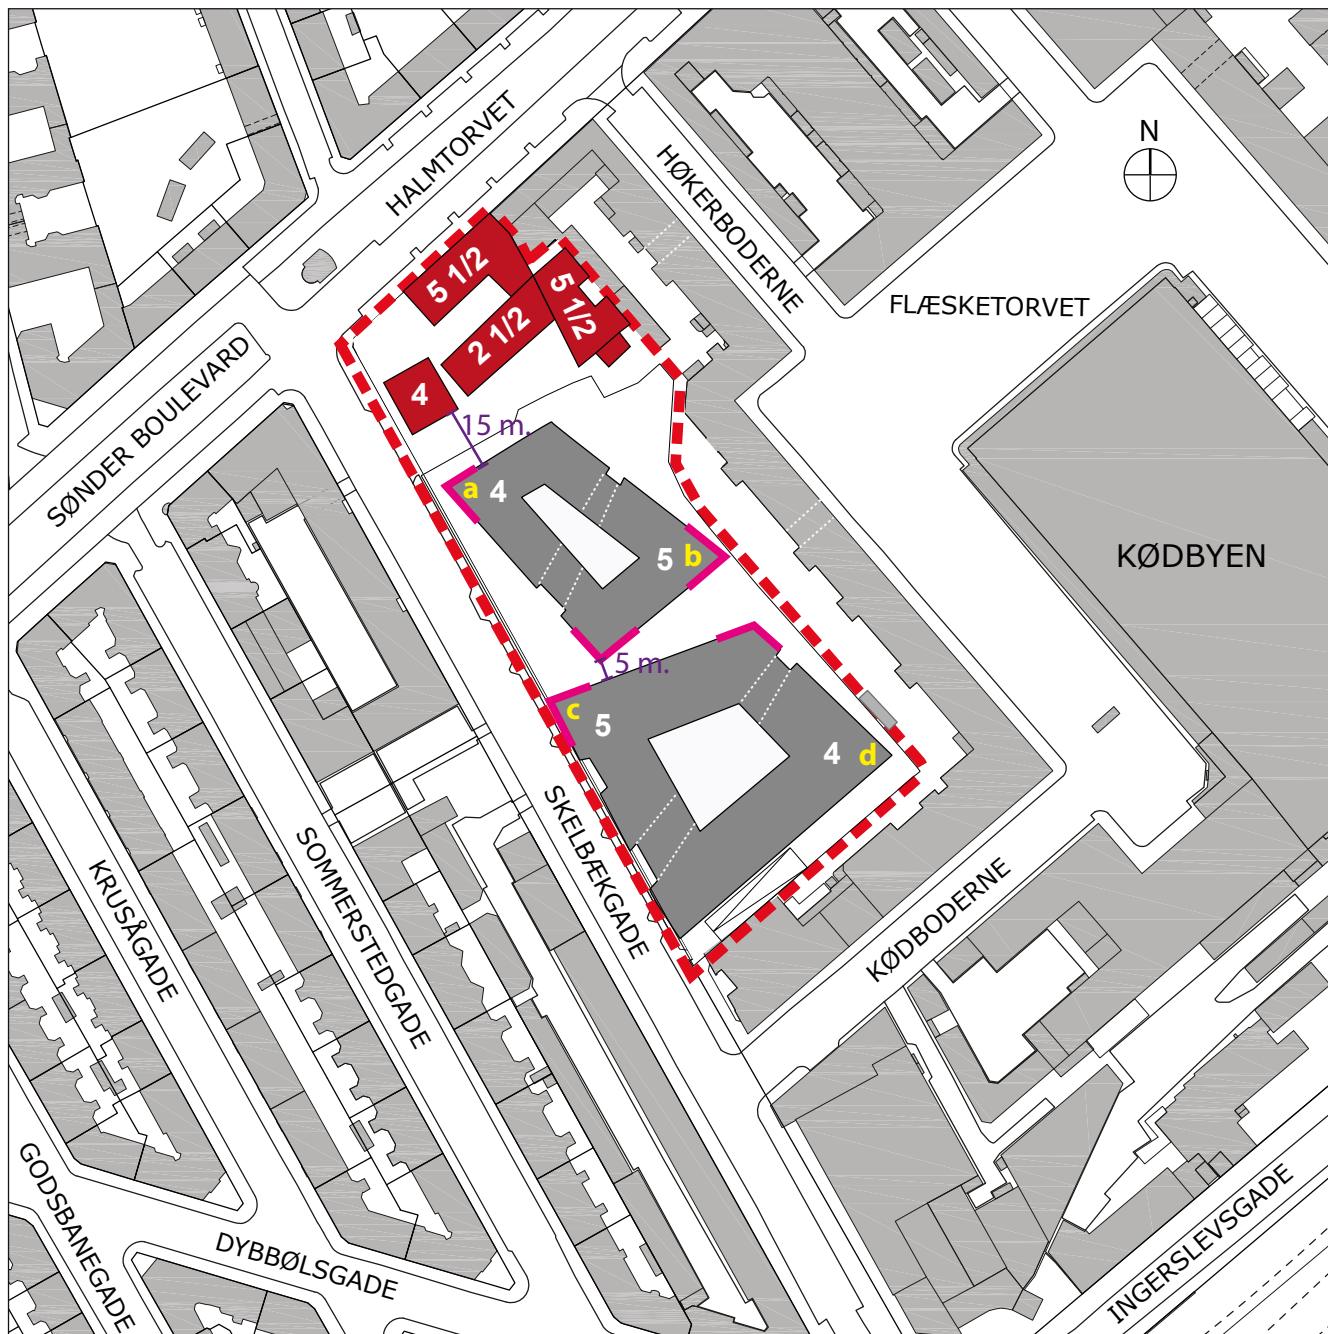 HALMTORVET
HØKERBODERNE
N
FLÆSKETORVET
SØNDER BOULEVARD
5 1/2
5 1/2
2 1/2
4
15 m.
a 4
5 b
KØDBYEN
5 m.
c
5
4 d
SKELBÆKGADE
SOMMERSTEDGADE
KRUSÅGADE
KØDBODERNE
GODSBANEGADE
DYBBØLSGADE
INGERSLEVSGADE